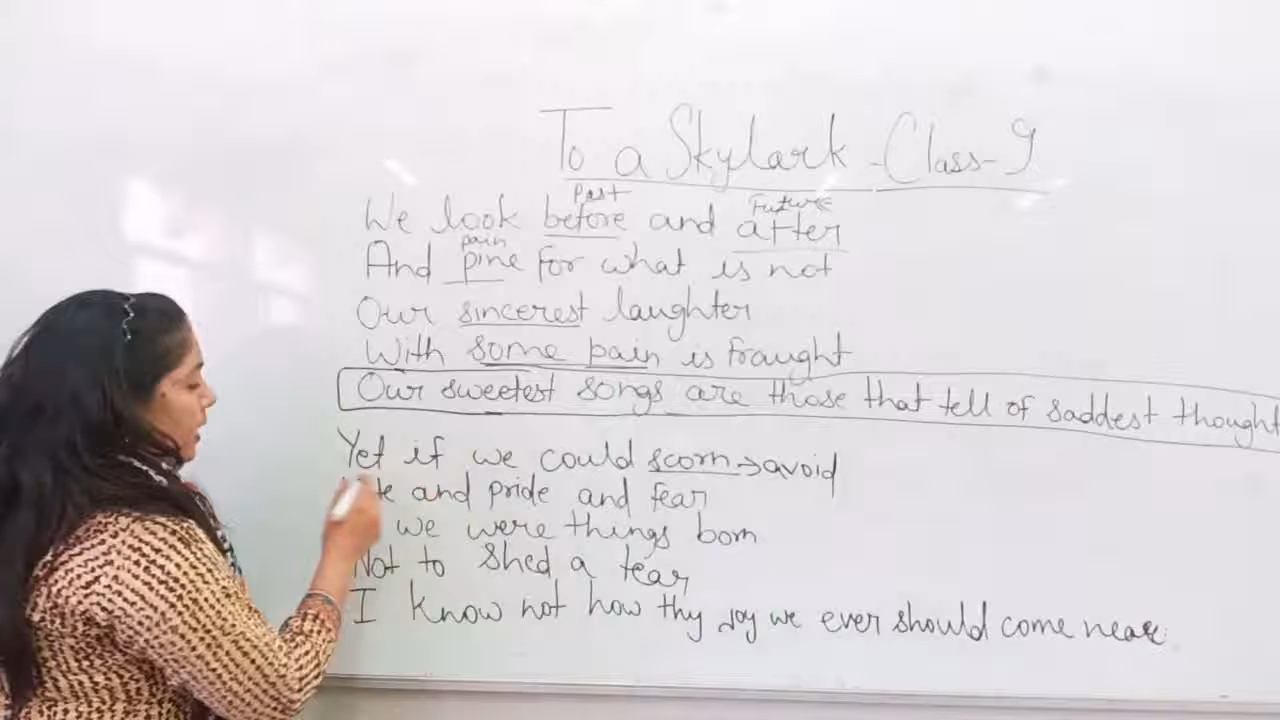 To a Skylark - Class-9
Past Future
We look before and after
pain
And pine for what is not
Our sincerest laughter
With some pain is fraught
Our sweetest songs are those that tell of saddest thought
Yet if we could scorn → avoid
and pride and fear
we were things born
Not to shed a tear
I know not how thy joy we ever should come near.